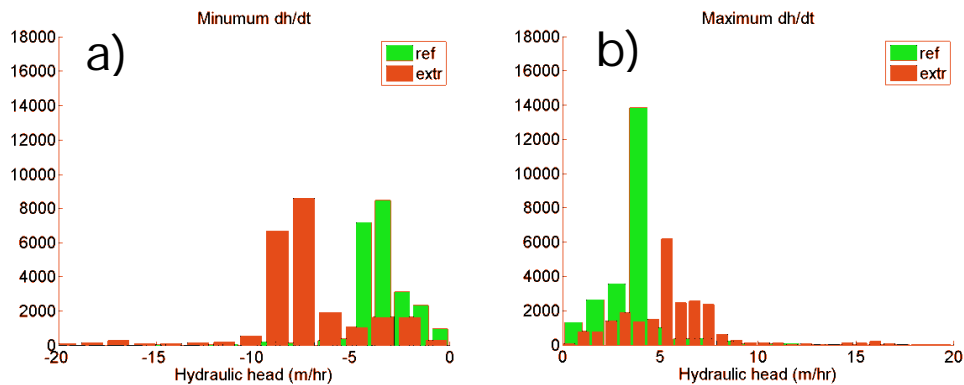 Minumum dh/dt
a)
ref
extr
18000
16000
14000
12000
10000
8000
6000
4000
2000
0
-20 -15 -10 -5 0
Hydraulic head (m/hr)
Maximum dh/dt
b)
ref
extr
18000
16000
14000
12000
10000
8000
6000
4000
2000
0
0 5 10 15 20
Hydraulic head (m/hr)